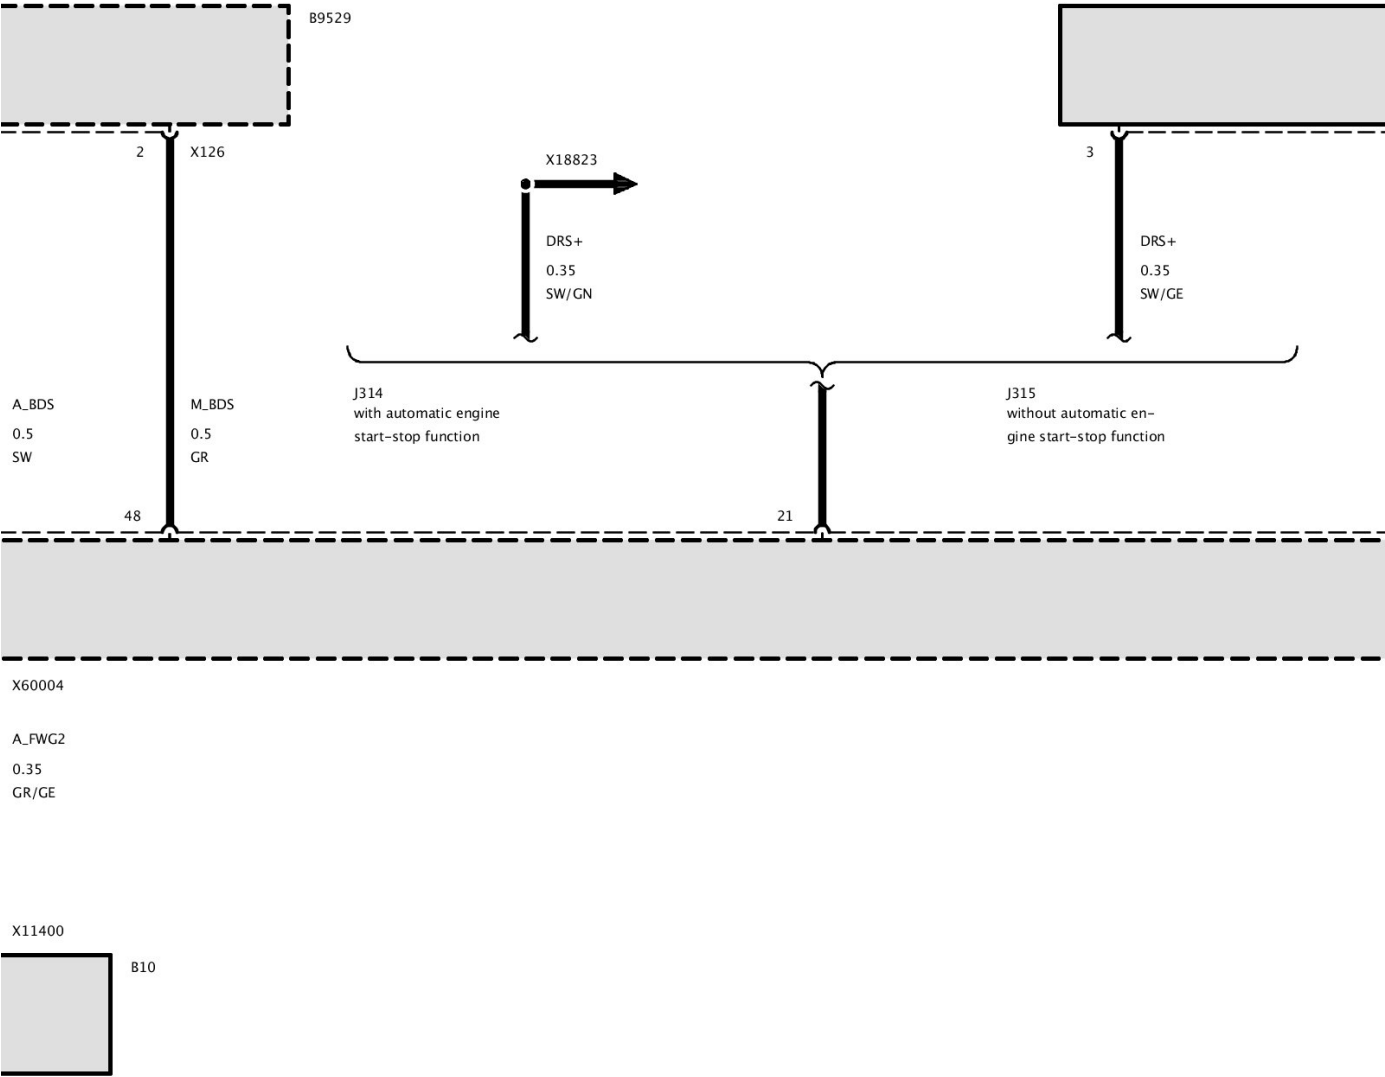 B9529
2
X126
3
X18823
DRS+
0.35
SW/GN
DRS+
0.35
SW/GE
A_BDS
0.5
SW
M_BDS
0.5
GR
J314
with automatic engine
start-stop function
J315
without automatic en-
gine start-stop function
48
21
X60004
A_FWG2
0.35
GR/GE
X11400
B10